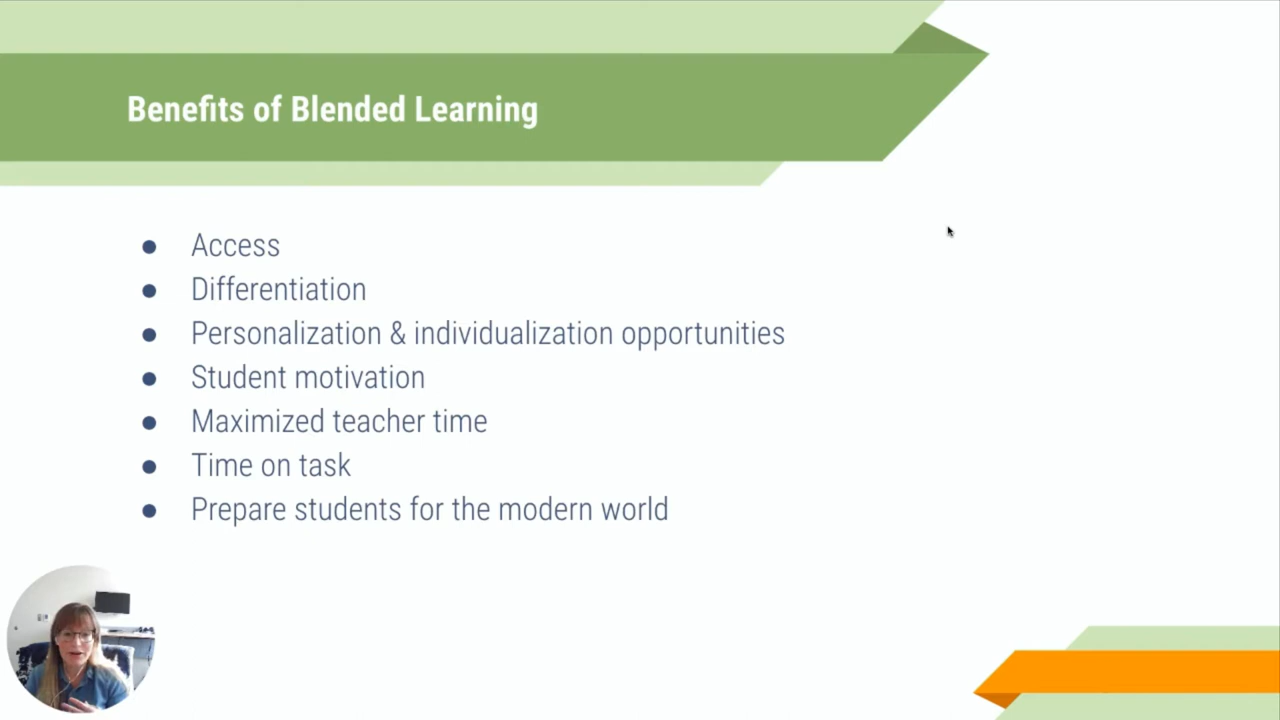 Benefits of Blended Learning
● Access
● Differentiation
● Personalization & individualization opportunities
● Student motivation
● Maximized teacher time
● Time on task
● Prepare students for the modern world